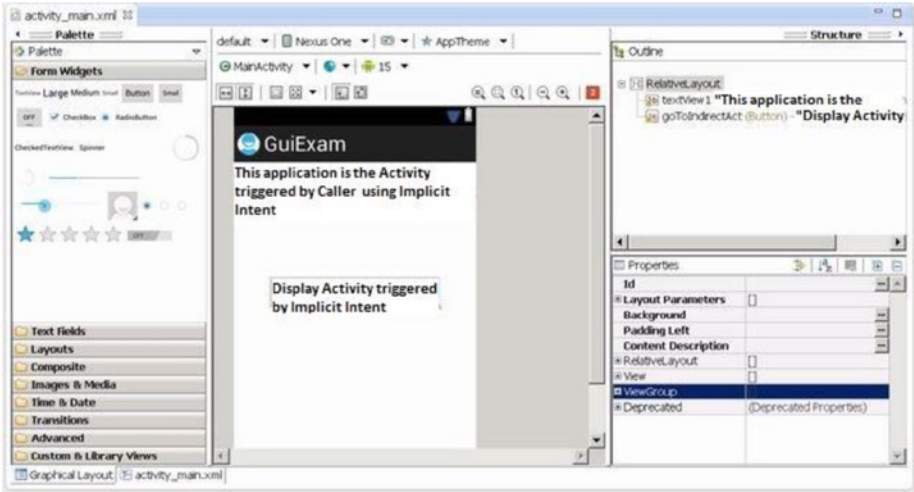 activity_main.xml
Palette
Palette
Form Widgets
TextView Large Medium Small Button Small
OFF CheckBox RadioButton
CheckedTextView Spinner
OFF
Text Fields
Layouts
Composite
Images & Media
Time & Date
Transitions
Advanced
Custom & Library Views
Graphical Layout activity_main.xml
default Nexus One AppTheme
MainActivity 15
2
GuiExam
This application is the Activity
triggered by Caller using Implicit
Intent
Display Activity triggered
by Implicit Intent
Structure
Outline
RelativeLayout
textView1 "This application is the
goToIndirectAct (Button) - "Display Activity
Properties
Id
Layout Parameters []
Background
Padding Left
Content Description
RelativeLayout []
View []
ViewGroup
Deprecated (Deprecated Properties)